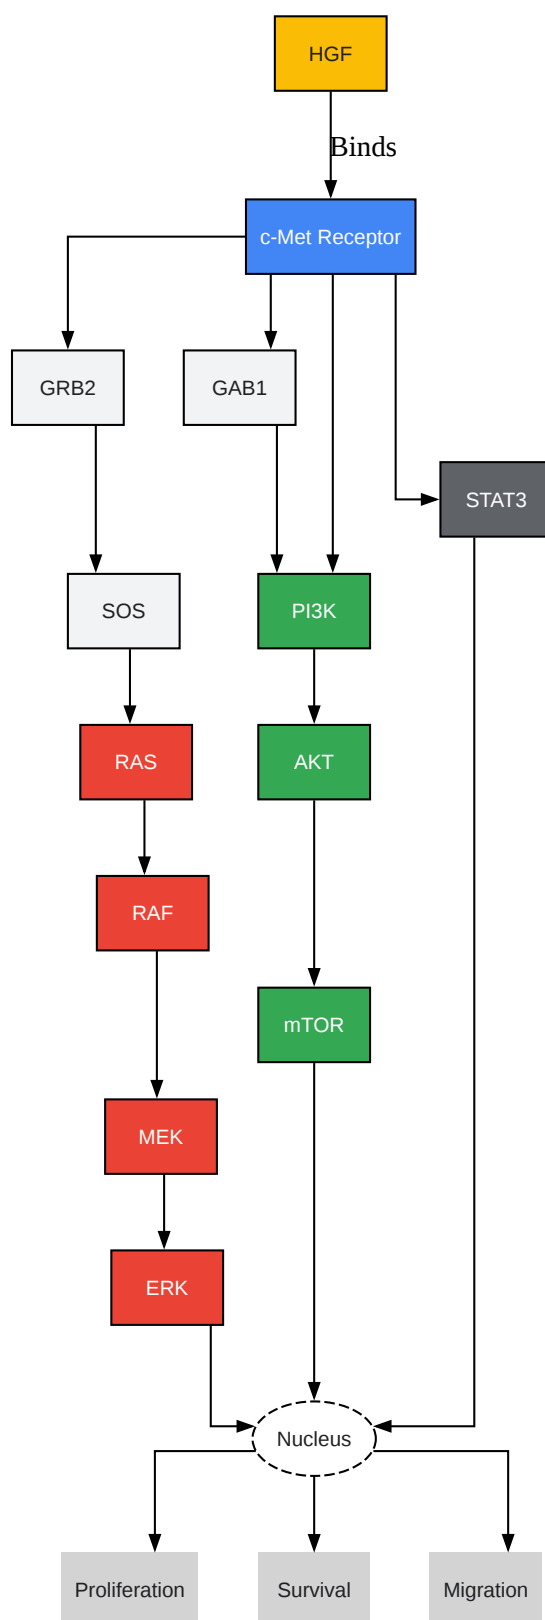 HGF
Binds
c-Met Receptor
GRB2
GAB1
STAT3
SOS
PI3K
RAS
AKT
RAF
mTOR
MEK
ERK
Nucleus
Proliferation
Survival
Migration